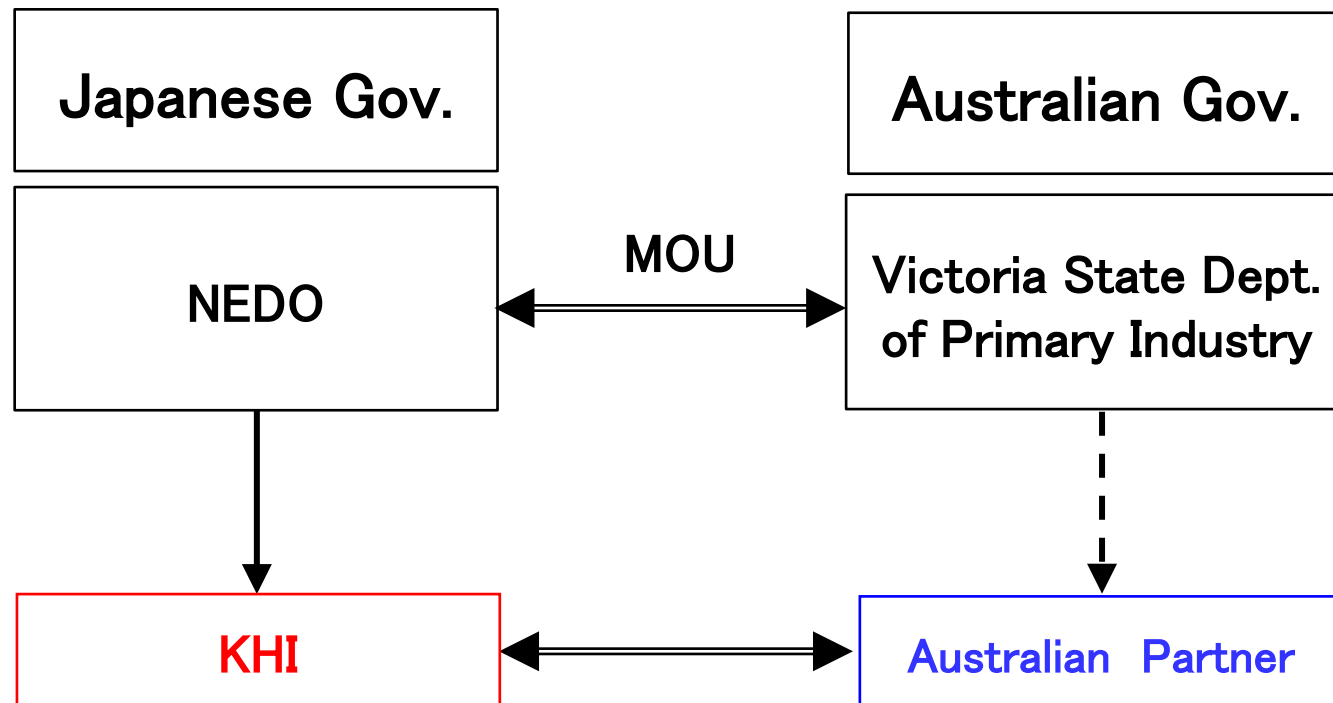 Japanese Gov.
Australian Gov.
NEDO
MOU
Victoria State Dept.
of Primary Industry
KHI
Australian Partner